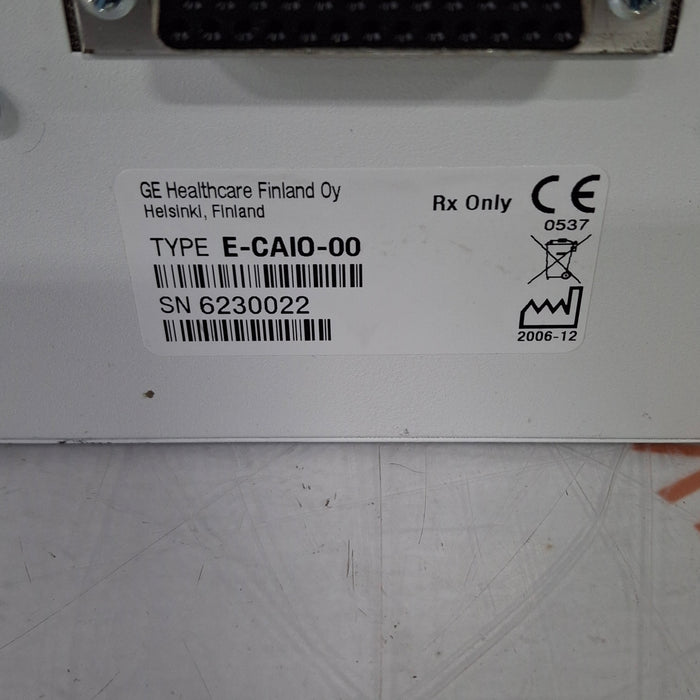 GE Healthcare Finland Oy
Helsinki, Finland
Rx Only
CE
0537
TYPE E-CAIO-00
SN 6230022
2006-12